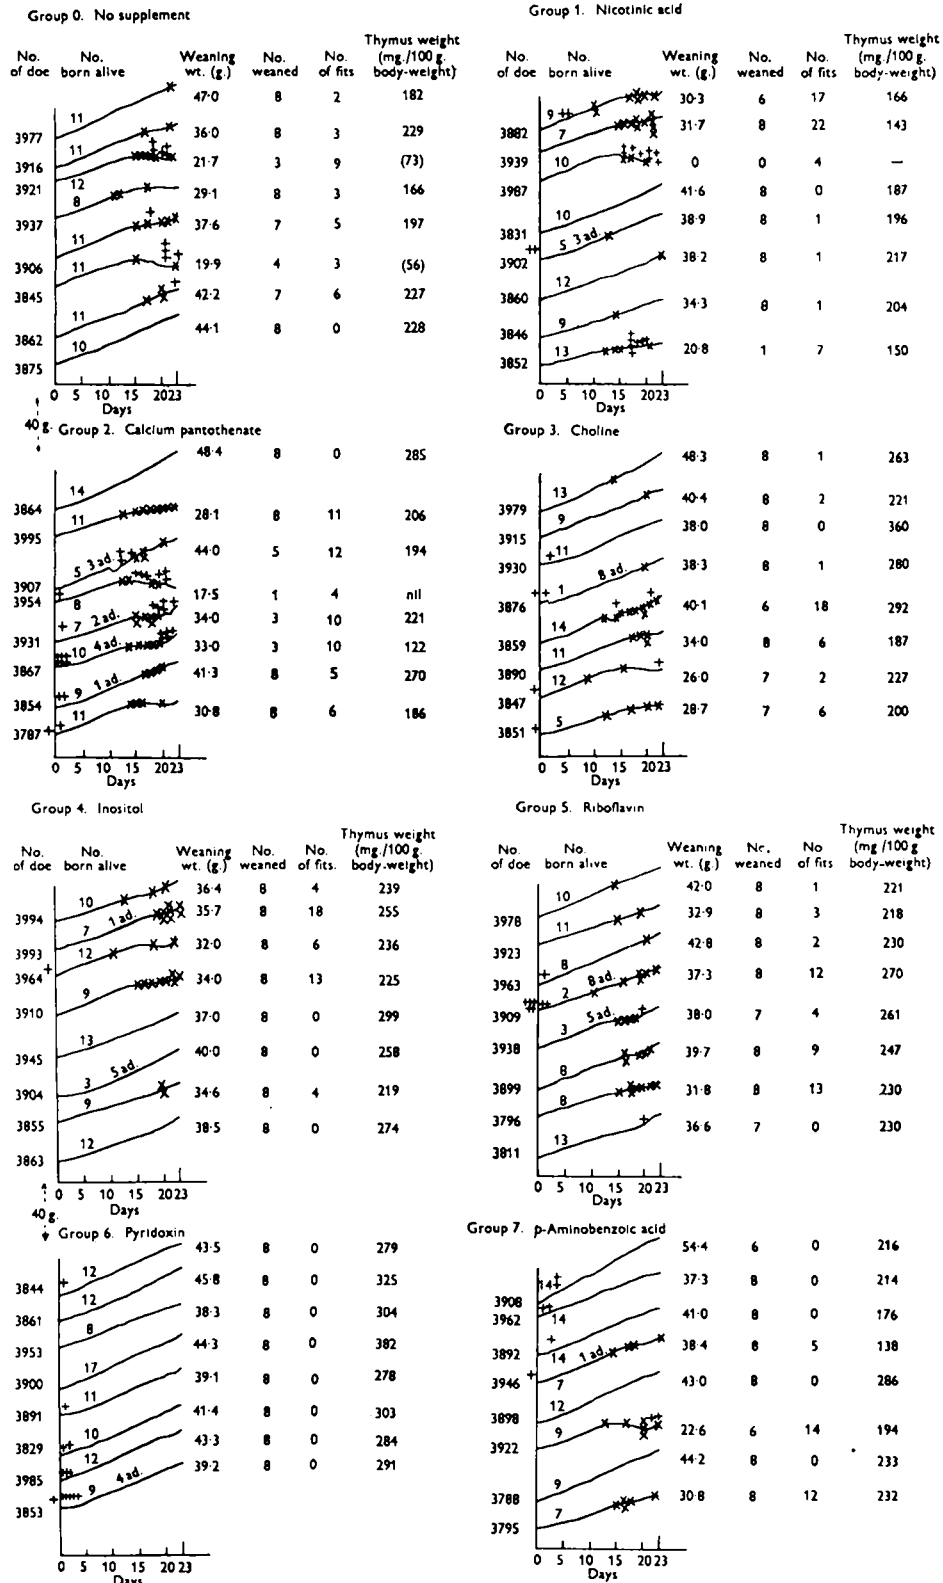 Group 0. No supplement
No. of doe No. born alive Weaning wt. (g.) No. weaned No. of fits Thymus weight (mg./100 g. body-weight)
3977 11 47·0 8 2 182
3916 11 36·0 8 3 229
3921 12 21·7 3 9 (73)
3937 8 29·1 8 3 166
3906 11 37·6 7 5 197
3845 11 19·9 4 3 (56)
3862 11 42·2 7 6 227
3875 10 44·1 8 0 228
0 5 10 15 20 23
Days
40 g.
Group 1. Nicotinic acid
No. of doe No. born alive Weaning wt. (g.) No. weaned No. of fits Thymus weight (mg./100 g. body-weight)
3882 9 30·3 6 17 166
3939 7 31·7 8 22 143
3987 10 0 0 4 —
3831 10 41·6 8 0 187
3902 5 3 ad. 38·9 8 1 196
3860 12 38·2 8 1 217
3846 9 34·3 8 1 204
3852 13 20·8 1 7 150
0 5 10 15 20 23
Days
Group 2. Calcium pantothenate
3864 14 48·4 8 0 285
3995 11 28·1 8 11 206
3907 5 3 ad. 44·0 5 12 194
3954 8 17·5 1 4 nil
3931 7 2 ad. 34·0 3 10 221
3867 10 4 ad. 33·0 3 10 122
3854 9 1 ad. 41·3 8 5 270
3787 11 30·8 8 6 186
0 5 10 15 20 23
Days
Group 3. Choline
3979 13 48·3 8 1 263
3915 9 40·4 8 2 221
3930 11 38·0 8 0 360
3876 1 8 ad. 38·3 8 1 280
3859 14 40·1 6 18 292
3890 11 34·0 8 6 187
3847 12 26·0 7 2 227
3851 5 28·7 7 6 200
0 5 10 15 20 23
Days
Group 4. Inositol
No. of doe No. born alive Weaning wt. (g.) No. weaned No. of fits. Thymus weight (mg./100 g. body-weight)
3994 10 36·4 8 4 239
3993 7 1 ad. 35·7 8 18 255
3964 12 32·0 8 6 236
3910 9 34·0 8 13 225
3945 13 37·0 8 0 299
3904 3 5 ad. 40·0 8 0 258
3855 9 34·6 8 4 219
3863 12 38·5 8 0 274
0 5 10 15 20 23
Days
40 g.
Group 5. Riboflavin
No. of doe No. born alive Weaning wt. (g.) No. weaned No of fits Thymus weight (mg./100 g body-weight)
3978 10 42·0 8 1 221
3923 11 32·9 8 3 218
3963 8 42·8 8 2 230
3909 2 8 ad. 37·3 8 12 270
3938 3 5 ad. 38·0 7 4 261
3899 8 39·7 8 9 247
3796 8 31·8 8 13 230
3811 13 36·6 7 0 230
0 5 10 15 20 23
Days
Group 6. Pyridoxin
3844 12 43·5 8 0 279
3861 12 45·8 8 0 325
3953 8 38·3 8 0 304
3900 17 44·3 8 0 382
3891 11 39·1 8 0 278
3829 10 41·4 8 0 303
3985 12 43·3 8 0 284
3853 9 4 ad. 39·2 8 0 291
0 5 10 15 20 23
Days
Group 7. p-Aminobenzoic acid
3908 14 54·4 6 0 216
3962 14 37·3 8 0 214
3892 14 41·0 8 0 176
3946 7 1 ad. 38·4 8 5 138
3898 12 43·0 8 0 286
3922 9 22·6 6 14 194
3788 9 44·2 8 0 233
3795 7 30·8 8 12 232
0 5 10 15 20 23
Days